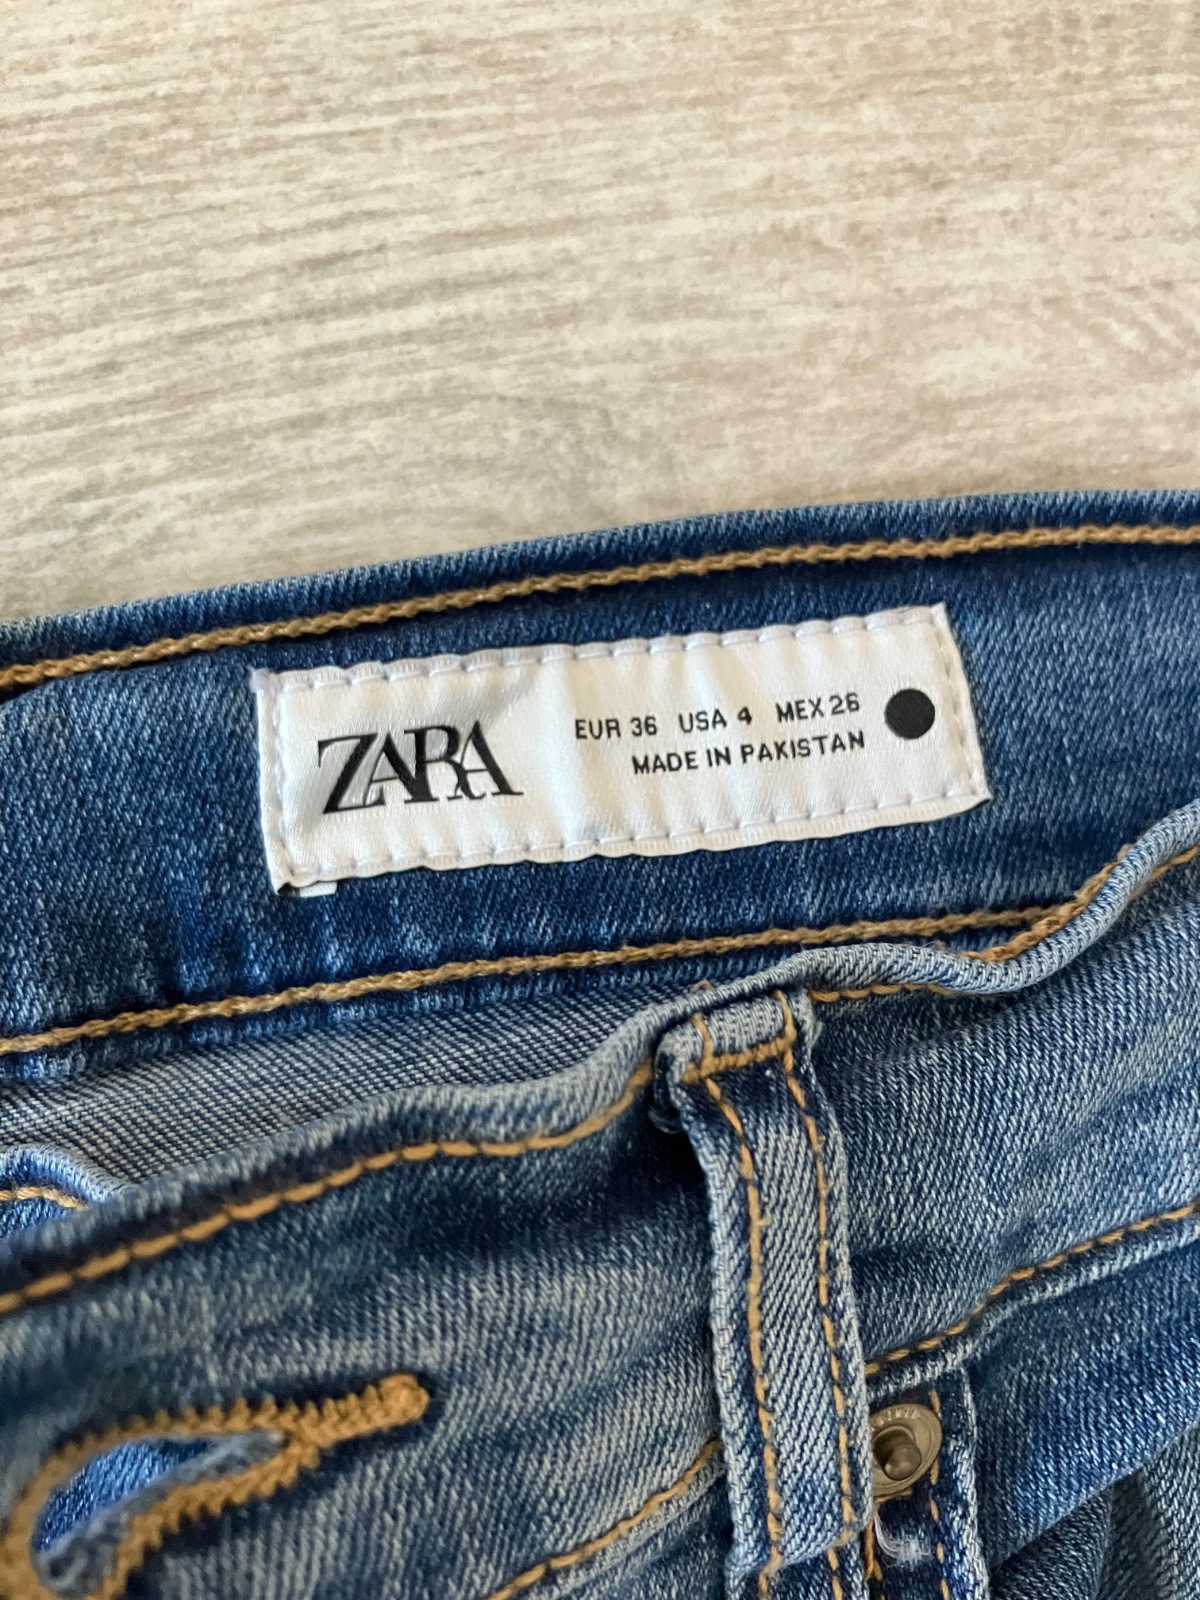 ZARA
EUR 36 USA 4 MEX 26
MADE IN PAKISTAN